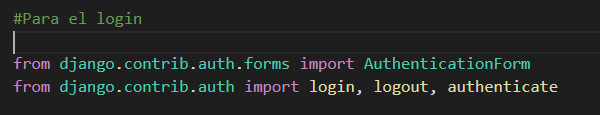 #Para el login
from django.contrib.auth.forms import AuthenticationForm
from django.contrib.auth import login, logout, authenticate